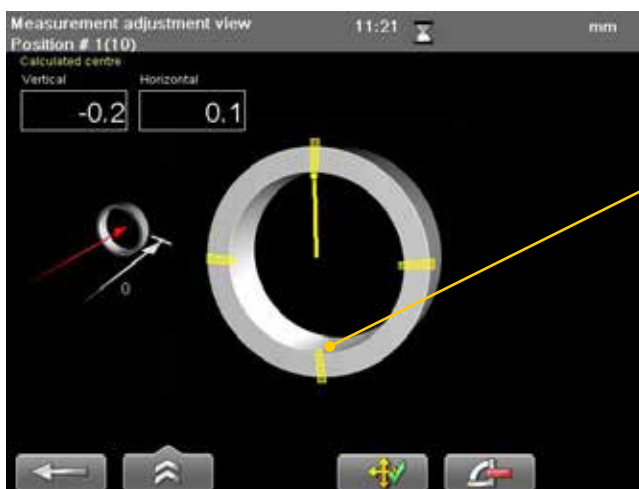 Measurement adjustment view 11:21 mm
Position # 1(10)
Calculated centre
Vertical Horizontal
-0.2 0.1
0